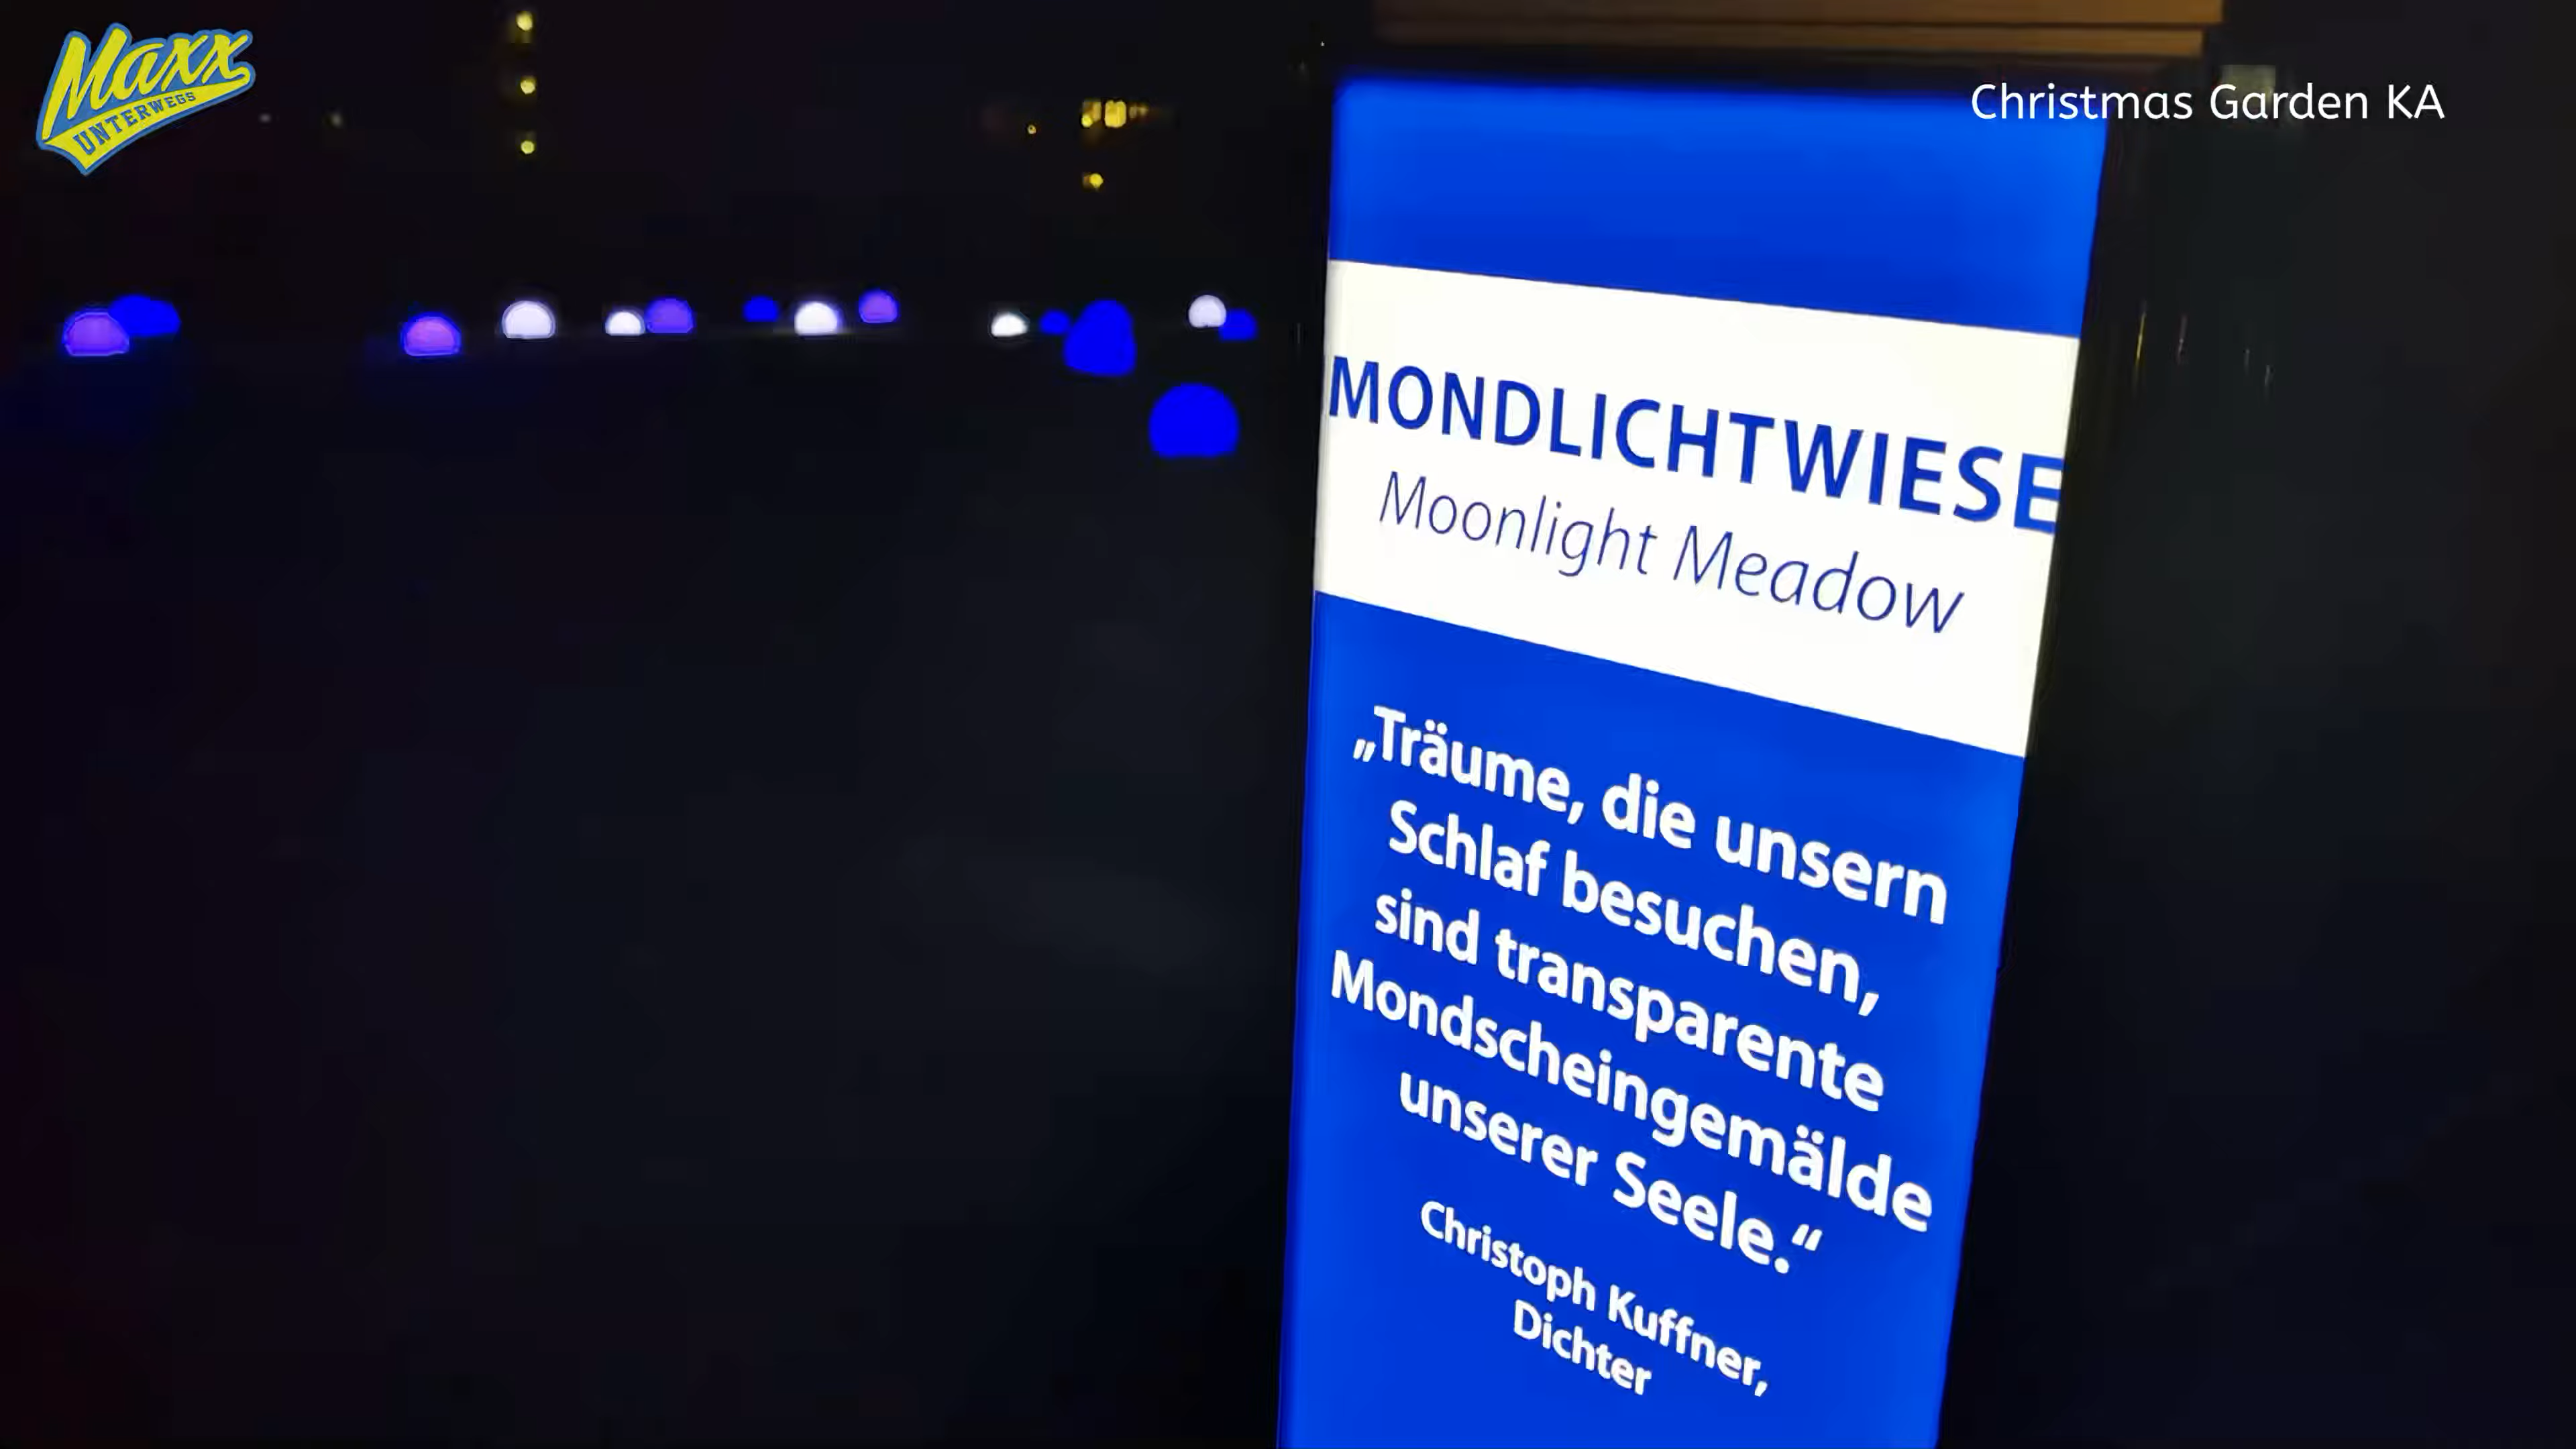 Maxx
UNTERWEGS
Christmas Garden KA
MONDLICHTWIESE
Moonlight Meadow
„Träume, die unsern
Schlaf besuchen,
sind transparente
Mondscheingemälde
unserer Seele.“
Christoph Kuffner,
Dichter